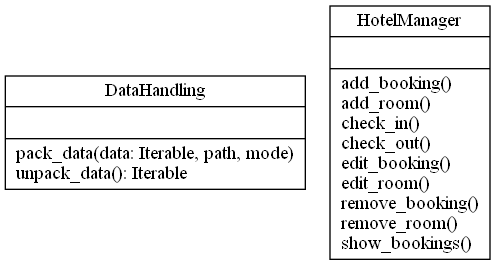 DataHandling
pack_data(data: Iterable, path, mode)
unpack_data(): Iterable
HotelManager
add_booking()
add_room()
check_in()
check_out()
edit_booking()
edit_room()
remove_booking()
remove_room()
show_bookings()